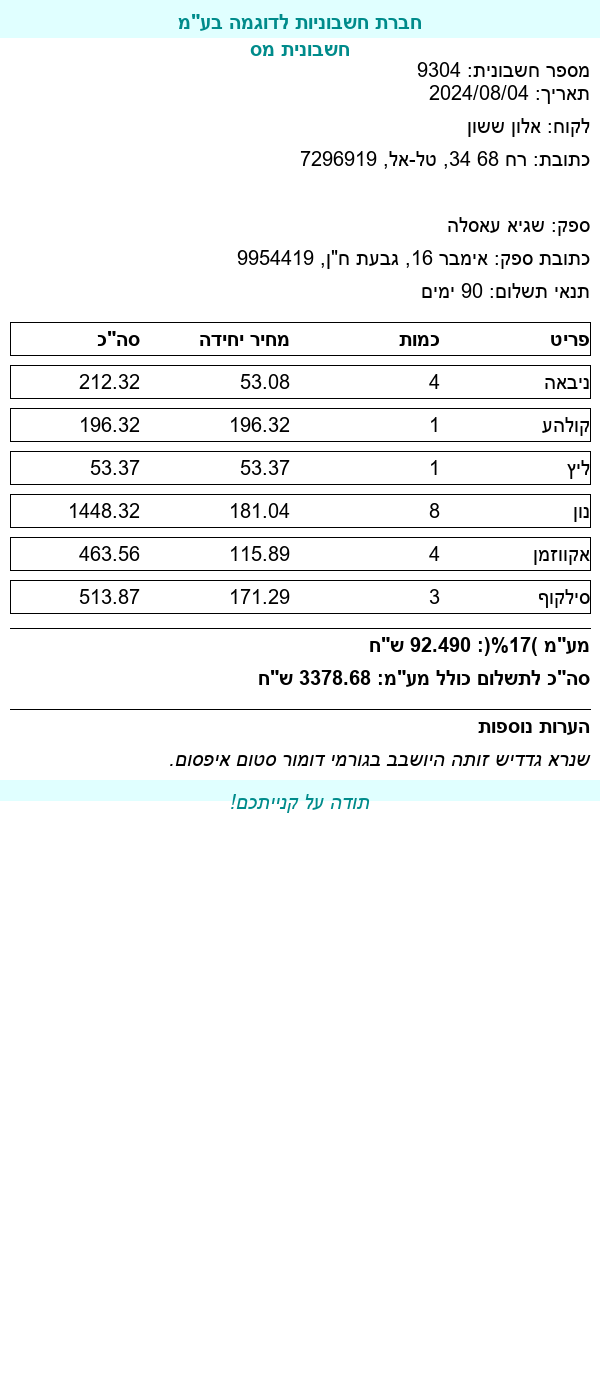 חברת חשבוניות לדוגמה בע"מ
חשבונית מס
מספר חשבונית: 9304
תאריך: 2024/08/04
לקוח: אלון ששון
כתובת: רח 68 34, טל-אל, 7296919
ספק: שגיא עאסלה
כתובת ספק: אימבר 16, גבעת ח"ן, 9954419
תנאי תשלום: 90 ימים
פריט כמות מחיר יחידה סה"כ
ניבאה 4 53.08 212.32
קולהע 1 196.32 196.32
ליץ 1 53.37 53.37
נון 8 181.04 1448.32
אקווזמן 4 115.89 463.56
סילקוף 3 171.29 513.87
מע"מ )17%(: 92.490 ש"ח
סה"כ לתשלום כולל מע"מ: 3378.68 ש"ח
הערות נוספות
שנרא גדדיש זותה היושבב בגורמי דומור סטום איפסום.
תודה על קנייתכם!